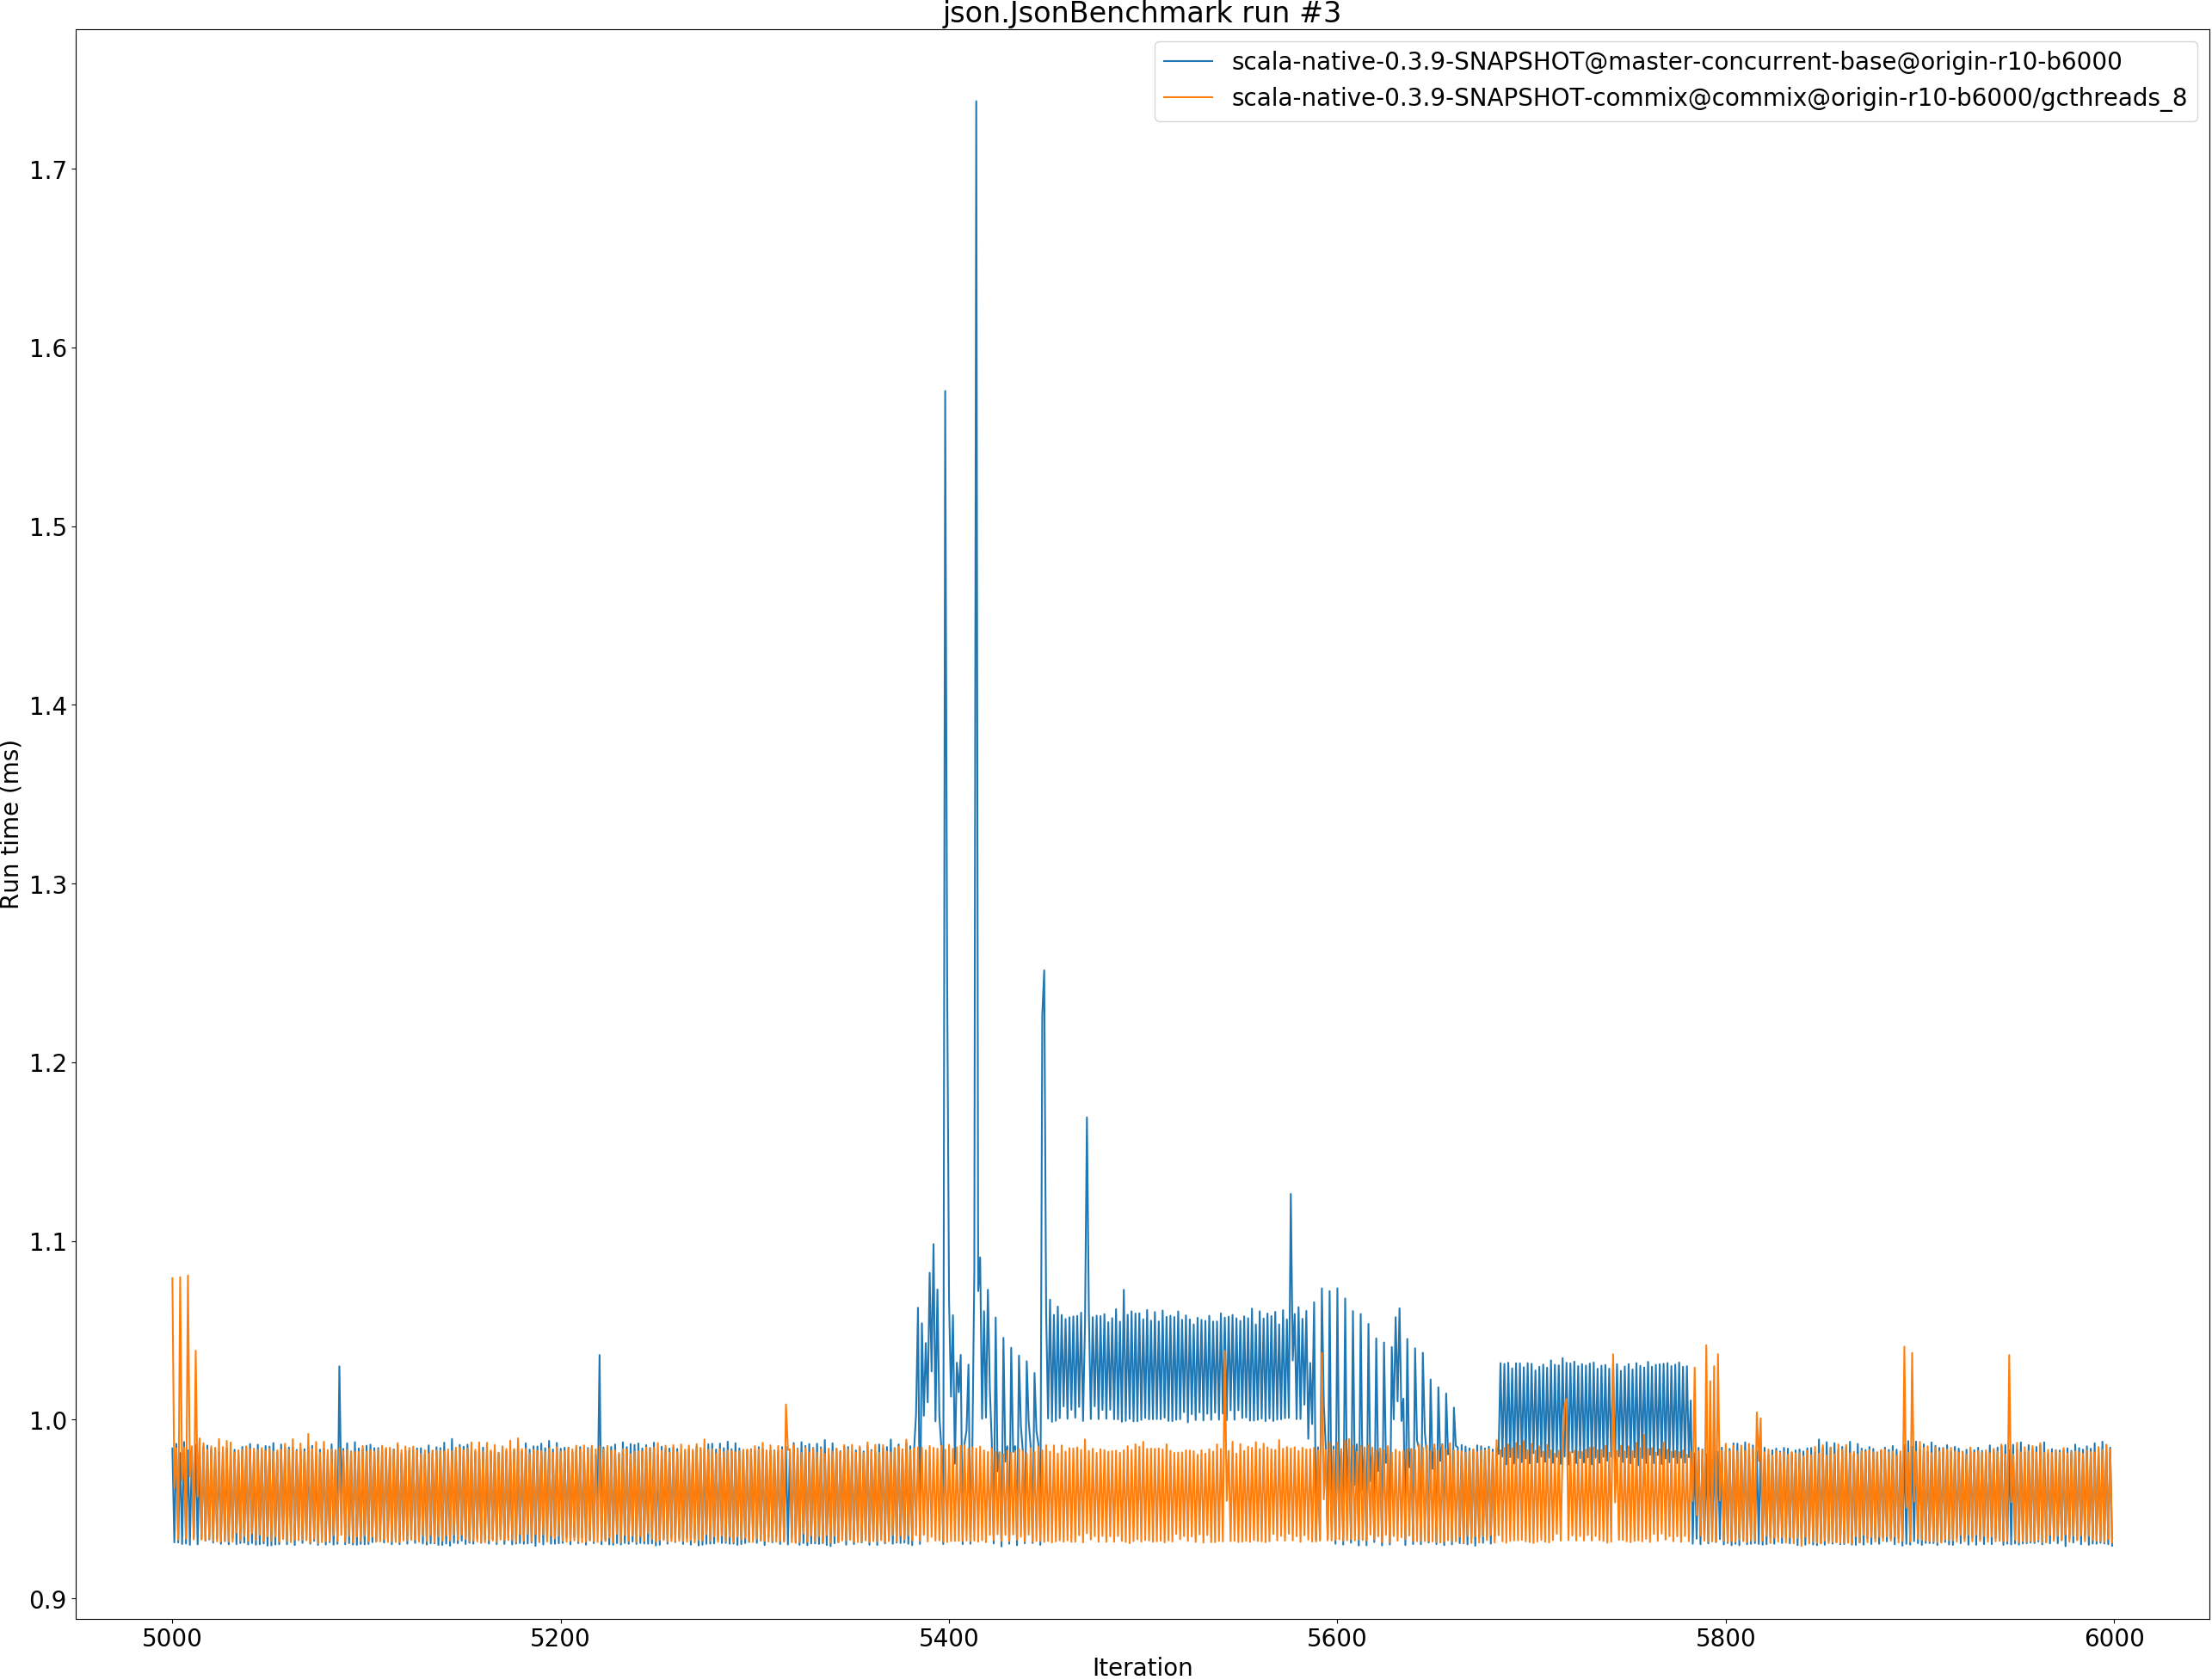 json.JsonBenchmark run #3
scala-native-0.3.9-SNAPSHOT@master-concurrent-base@origin-r10-b6000
scala-native-0.3.9-SNAPSHOT-commix@commix@origin-r10-b6000/gcthreads_8
1.7
1.6
1.5
1.4
1.3
1.2
1.1
1.0
0.9
Run time (ms)
5000 5200 5400 5600 5800 6000
Iteration